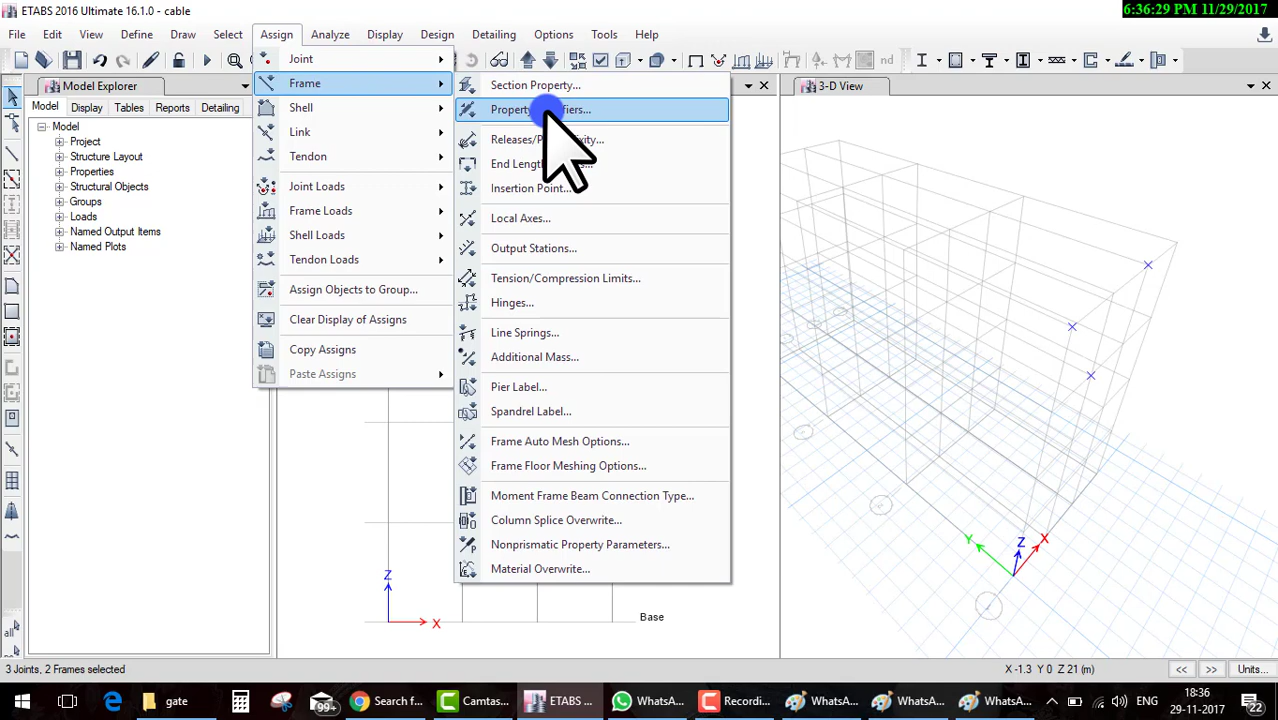 ETABS 2016 Ultimate 16.1.0 - cable
6:36:29 PM 11/29/2017
File Edit View Define Draw Select Assign Analyze Display Design Detailing Options Tools Help
nd
Model Explorer
Model Display Tables Reports Detailing
Model
Project
Structure Layout
Properties
Structural Objects
Groups
Loads
Named Output Items
Named Plots
Joint
Frame
Shell
Link
Tendon
Joint Loads
Frame Loads
Shell Loads
Tendon Loads
Assign Objects to Group...
Clear Display of Assigns
Copy Assigns
Paste Assigns
Section Property...
Local Axes...
Output Stations...
Tension/Compression Limits...
Hinges...
Line Springs...
Additional Mass...
Pier Label...
Spandrel Label...
Frame Auto Mesh Options...
Frame Floor Meshing Options...
Moment Frame Beam Connection Type...
Column Splice Overwrite...
Nonprismatic Property Parameters...
Material Overwrite...
Insertion Point...
3-D View
Z
X
Base
Y Z X
3 Joints, 2 Frames selected
X -1.3 Y 0 Z 21 (m)
<< >> Units...
gate
99+
Search f...
Camtas...
ETABS ...
WhatsA...
Recordi...
WhatsA...
WhatsA...
WhatsA...
ENG
18:36
29-11-2017
22